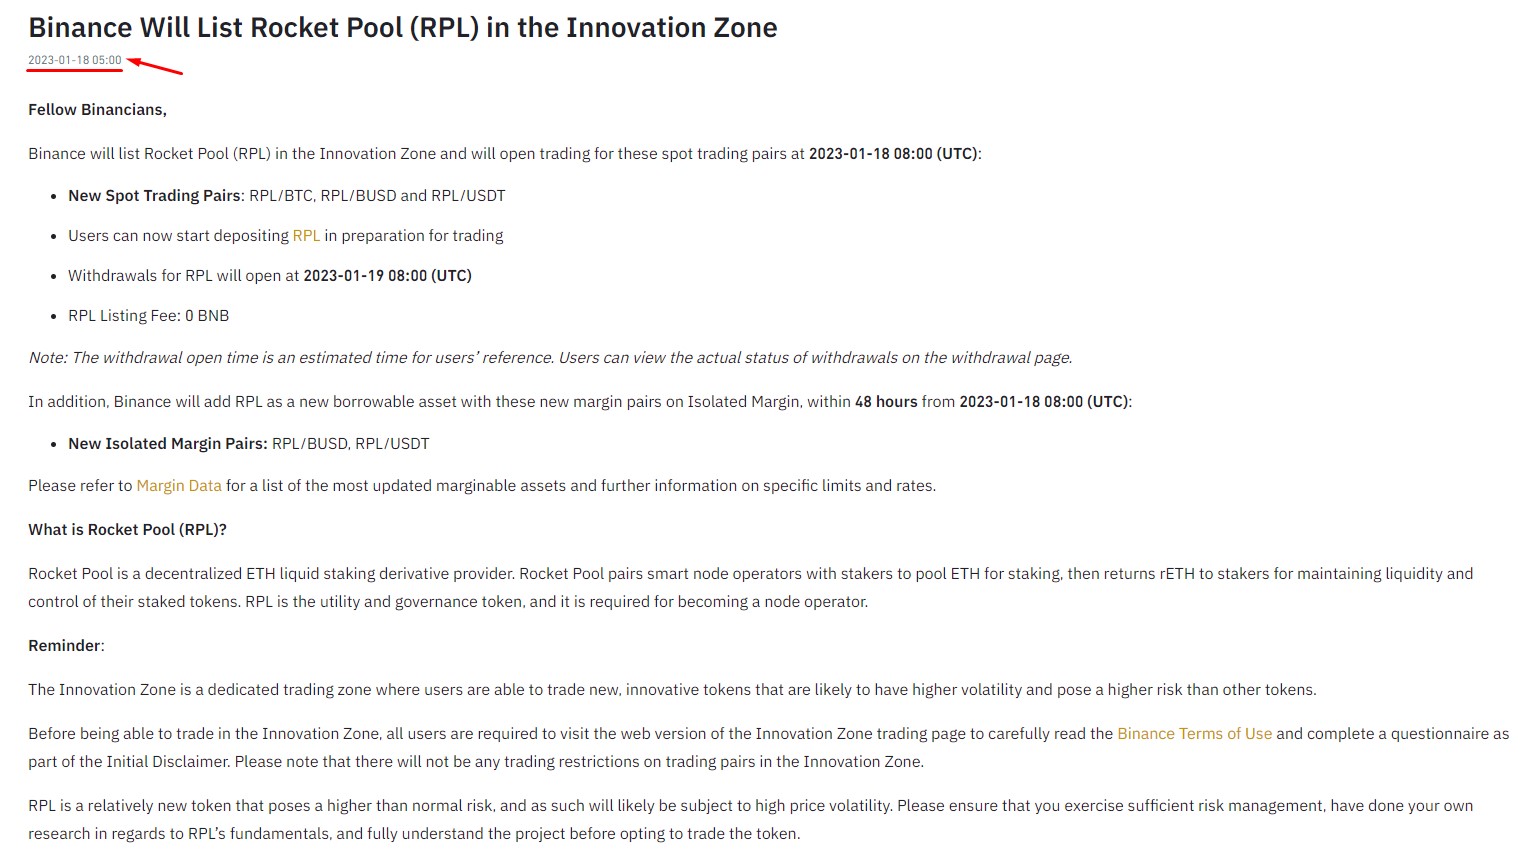 Binance Will List Rocket Pool (RPL) in the Innovation Zone
2023-01-18 05:00
Fellow Binancians,
Binance will list Rocket Pool (RPL) in the Innovation Zone and will open trading for these spot trading pairs at 2023-01-18 08:00 (UTC):
• New Spot Trading Pairs: RPL/BTC, RPL/BUSD and RPL/USDT
• Users can now start depositing RPL in preparation for trading
• Withdrawals for RPL will open at 2023-01-19 08:00 (UTC)
• RPL Listing Fee: 0 BNB
Note: The withdrawal open time is an estimated time for users’ reference. Users can view the actual status of withdrawals on the withdrawal page.
In addition, Binance will add RPL as a new borrowable asset with these new margin pairs on Isolated Margin, within 48 hours from 2023-01-18 08:00 (UTC):
• New Isolated Margin Pairs: RPL/BUSD, RPL/USDT
Please refer to Margin Data for a list of the most updated marginable assets and further information on specific limits and rates.
What is Rocket Pool (RPL)?
Rocket Pool is a decentralized ETH liquid staking derivative provider. Rocket Pool pairs smart node operators with stakers to pool ETH for staking, then returns rETH to stakers for maintaining liquidity and
control of their staked tokens. RPL is the utility and governance token, and it is required for becoming a node operator.
Reminder:
The Innovation Zone is a dedicated trading zone where users are able to trade new, innovative tokens that are likely to have higher volatility and pose a higher risk than other tokens.
Before being able to trade in the Innovation Zone, all users are required to visit the web version of the Innovation Zone trading page to carefully read the Binance Terms of Use and complete a questionnaire as
part of the Initial Disclaimer. Please note that there will not be any trading restrictions on trading pairs in the Innovation Zone.
RPL is a relatively new token that poses a higher than normal risk, and as such will likely be subject to high price volatility. Please ensure that you exercise sufficient risk management, have done your own
research in regards to RPL’s fundamentals, and fully understand the project before opting to trade the token.